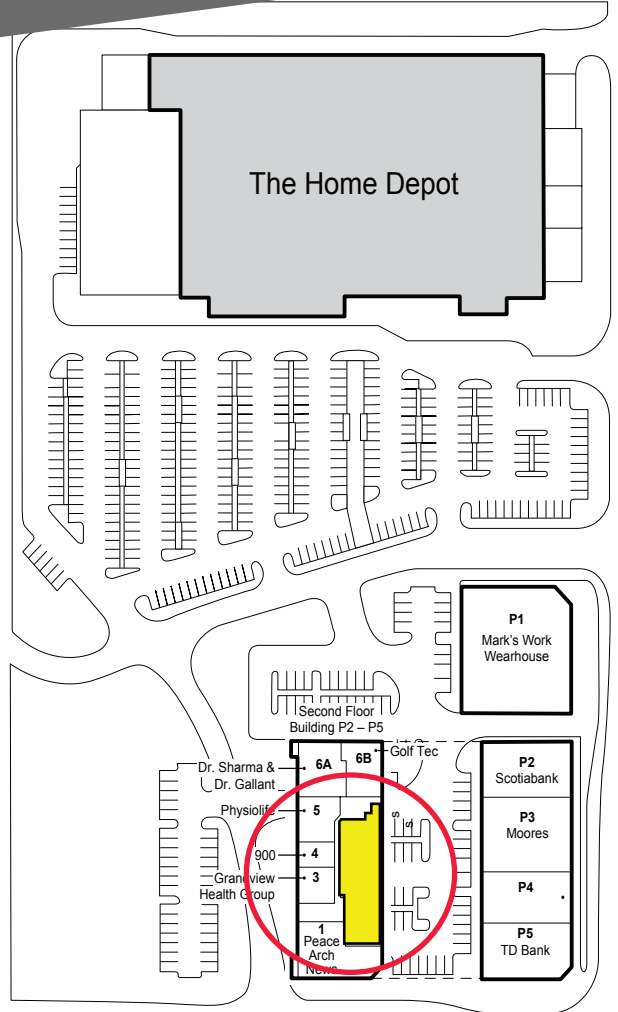 The Home Depot
P1
Mark's Work
Wearhouse
Second Floor
Building P2 – P5
Dr. Sharma &
Dr. Gallant
6A
6B
Golf Tec
Physiolife
5
900
4
Grandview
Health Group
3
1
Peace
Arch
News
S
S
P2
Scotiabank
P3
Moores
P4
P5
TD Bank